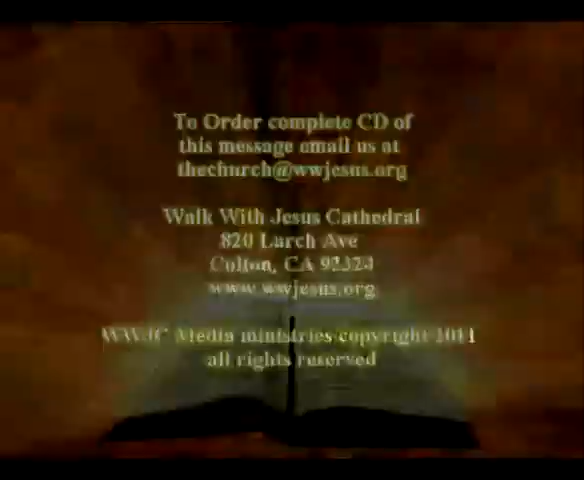 To Order complete CD of
this message email us at
thechurch@wwjesus.org
Walk With Jesus Cathedral
820 Larch Ave
Colton, CA 92324
www.wwjesus.org
WWJC Media ministries copyright 2011
all rights reserved